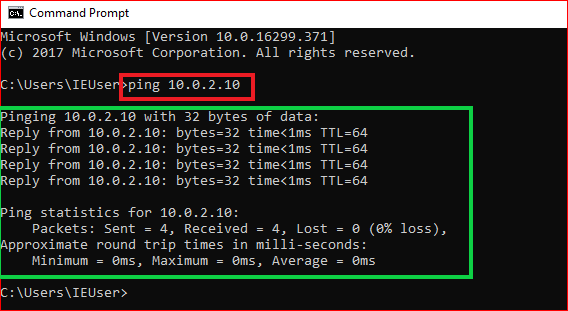 Command Prompt
Microsoft Windows [Version 10.0.16299.371]
(c) 2017 Microsoft Corporation. All rights reserved.
C:\Users\IEUser>ping 10.0.2.10
Pinging 10.0.2.10 with 32 bytes of data:
Reply from 10.0.2.10: bytes=32 time<1ms TTL=64
Reply from 10.0.2.10: bytes=32 time<1ms TTL=64
Reply from 10.0.2.10: bytes=32 time<1ms TTL=64
Reply from 10.0.2.10: bytes=32 time<1ms TTL=64
Ping statistics for 10.0.2.10:
Packets: Sent = 4, Received = 4, Lost = 0 (0% loss),
Approximate round trip times in milli-seconds:
Minimum = 0ms, Maximum = 0ms, Average = 0ms
C:\Users\IEUser>